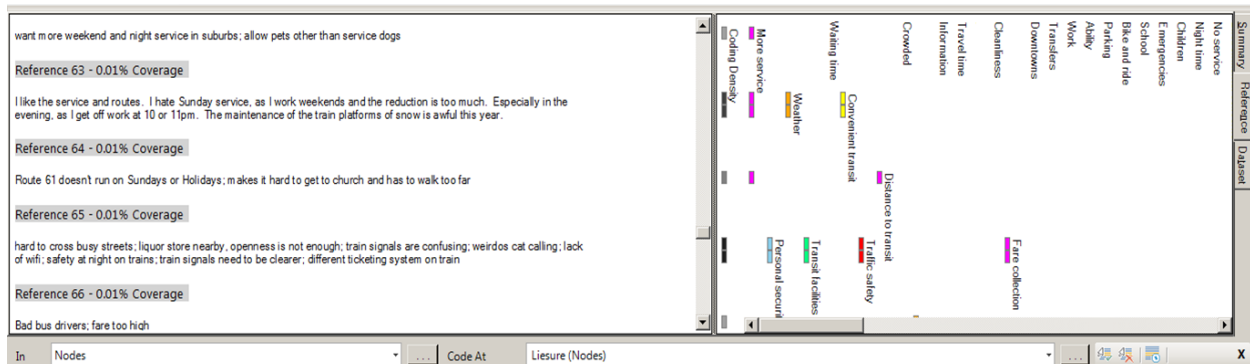 want more weekend and night service in suburbs; allow pets other than service dogs
Reference 63 - 0.01% Coverage
I like the service and routes. I hate Sunday service, as I work weekends and the reduction is too much. Especially in the
evening, as I get off work at 10 or 11pm. The maintenance of the train platforms of snow is awful this year.
Reference 64 - 0.01% Coverage
Route 61 doesn't run on Sundays or Holidays; makes it hard to get to church and has to walk too far
Reference 65 - 0.01% Coverage
hard to cross busy streets; liquor store nearby, openness is not enough; train signals are confusing; weirdos cat calling; lack
of wifi; safety at night on trains; train signals need to be clearer; different ticketing system on train
Reference 66 - 0.01% Coverage
Bad bus drivers; fare too high
Coding Density
More service
Personal securi
Weather
Transit facilities
Waiting time
Convenient transit
Traffic safety
Distance to transit
Crowded
Information
Travel time
Cleanliness
Fare collection
Downtowns
Transfers
Work
Ability
Parking
Bike and ride
School
Emergencies
Children
Night time
No service
Summary
Reference
Dataset
In
Nodes
...
Code At
Liesure (Nodes)
...
X